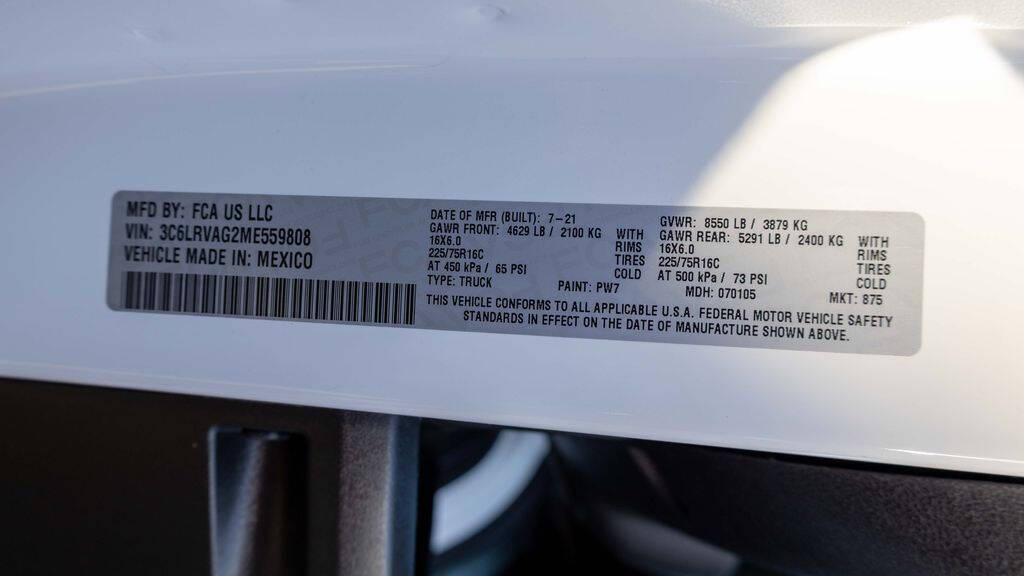 MFD BY: FCA US LLC
VIN: 3C6LRVAG2ME559808
VEHICLE MADE IN: MEXICO
DATE OF MFR (BUILT): 7-21
GAWR FRONT: 4629 LB / 2100 KG WITH
16X6.0 RIMS
225/75R16C TIRES
AT 450 kPa / 65 PSI COLD
TYPE: TRUCK PAINT: PW7
GVWR: 8550 LB / 3879 KG
GAWR REAR: 5291 LB / 2400 KG WITH
16X6.0 RIMS
225/75R16C TIRES
AT 500 kPa / 73 PSI COLD
MDH: 070105 MKT: 875
THIS VEHICLE CONFORMS TO ALL APPLICABLE U.S.A. FEDERAL MOTOR VEHICLE SAFETY
STANDARDS IN EFFECT ON THE DATE OF MANUFACTURE SHOWN ABOVE.